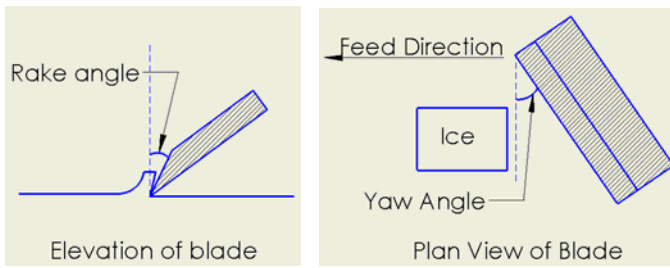 Rake angle
Elevation of blade
Feed Direction
Ice
Yaw Angle
Plan View of Blade